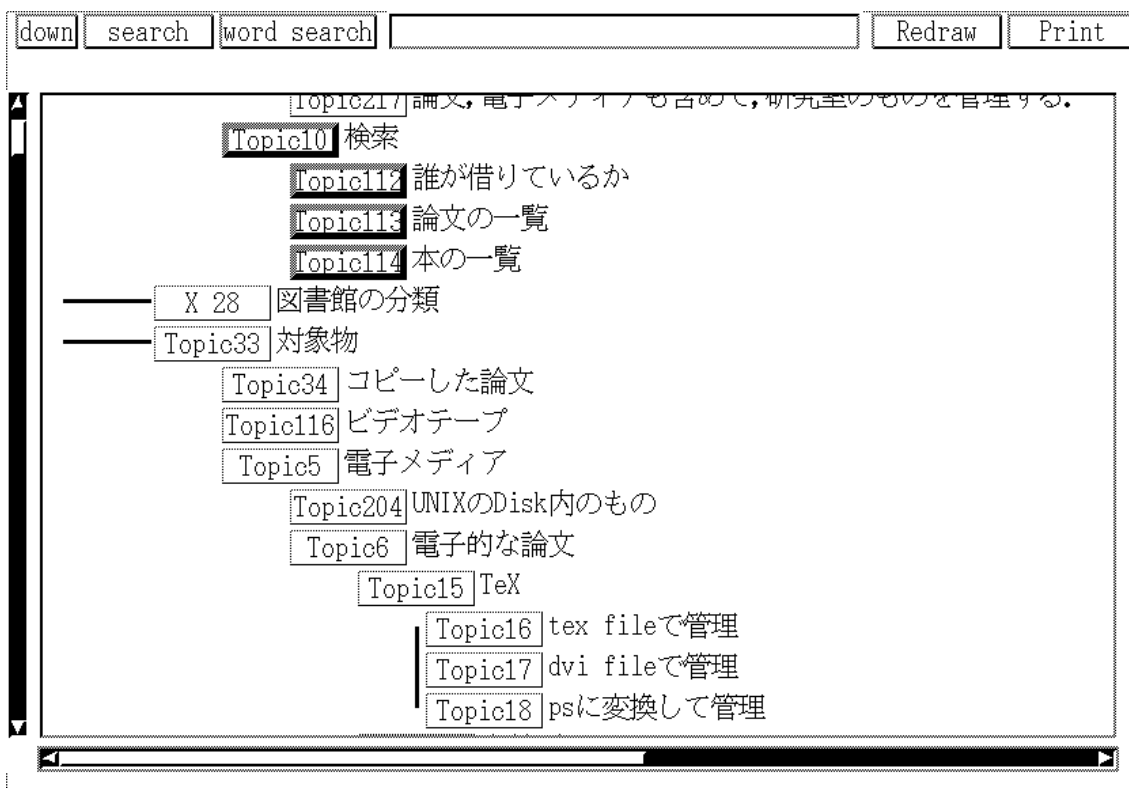 down search word search Redraw Print
Topic217 論文,電子メディアも含めて,研究室のものを管理する.
Topic10 検索
Topic112 誰が借りているか
Topic113 論文の一覧
Topic114 本の一覧
X 28 図書館の分類
Topic33 対象物
Topic34 コピーした論文
Topic116 ビデオテープ
Topic5 電子メディア
Topic204 UNIXのDisk内のもの
Topic6 電子的な論文
Topic15 TeX
Topic16 tex fileで管理
Topic17 dvi fileで管理
Topic18 psに変換して管理